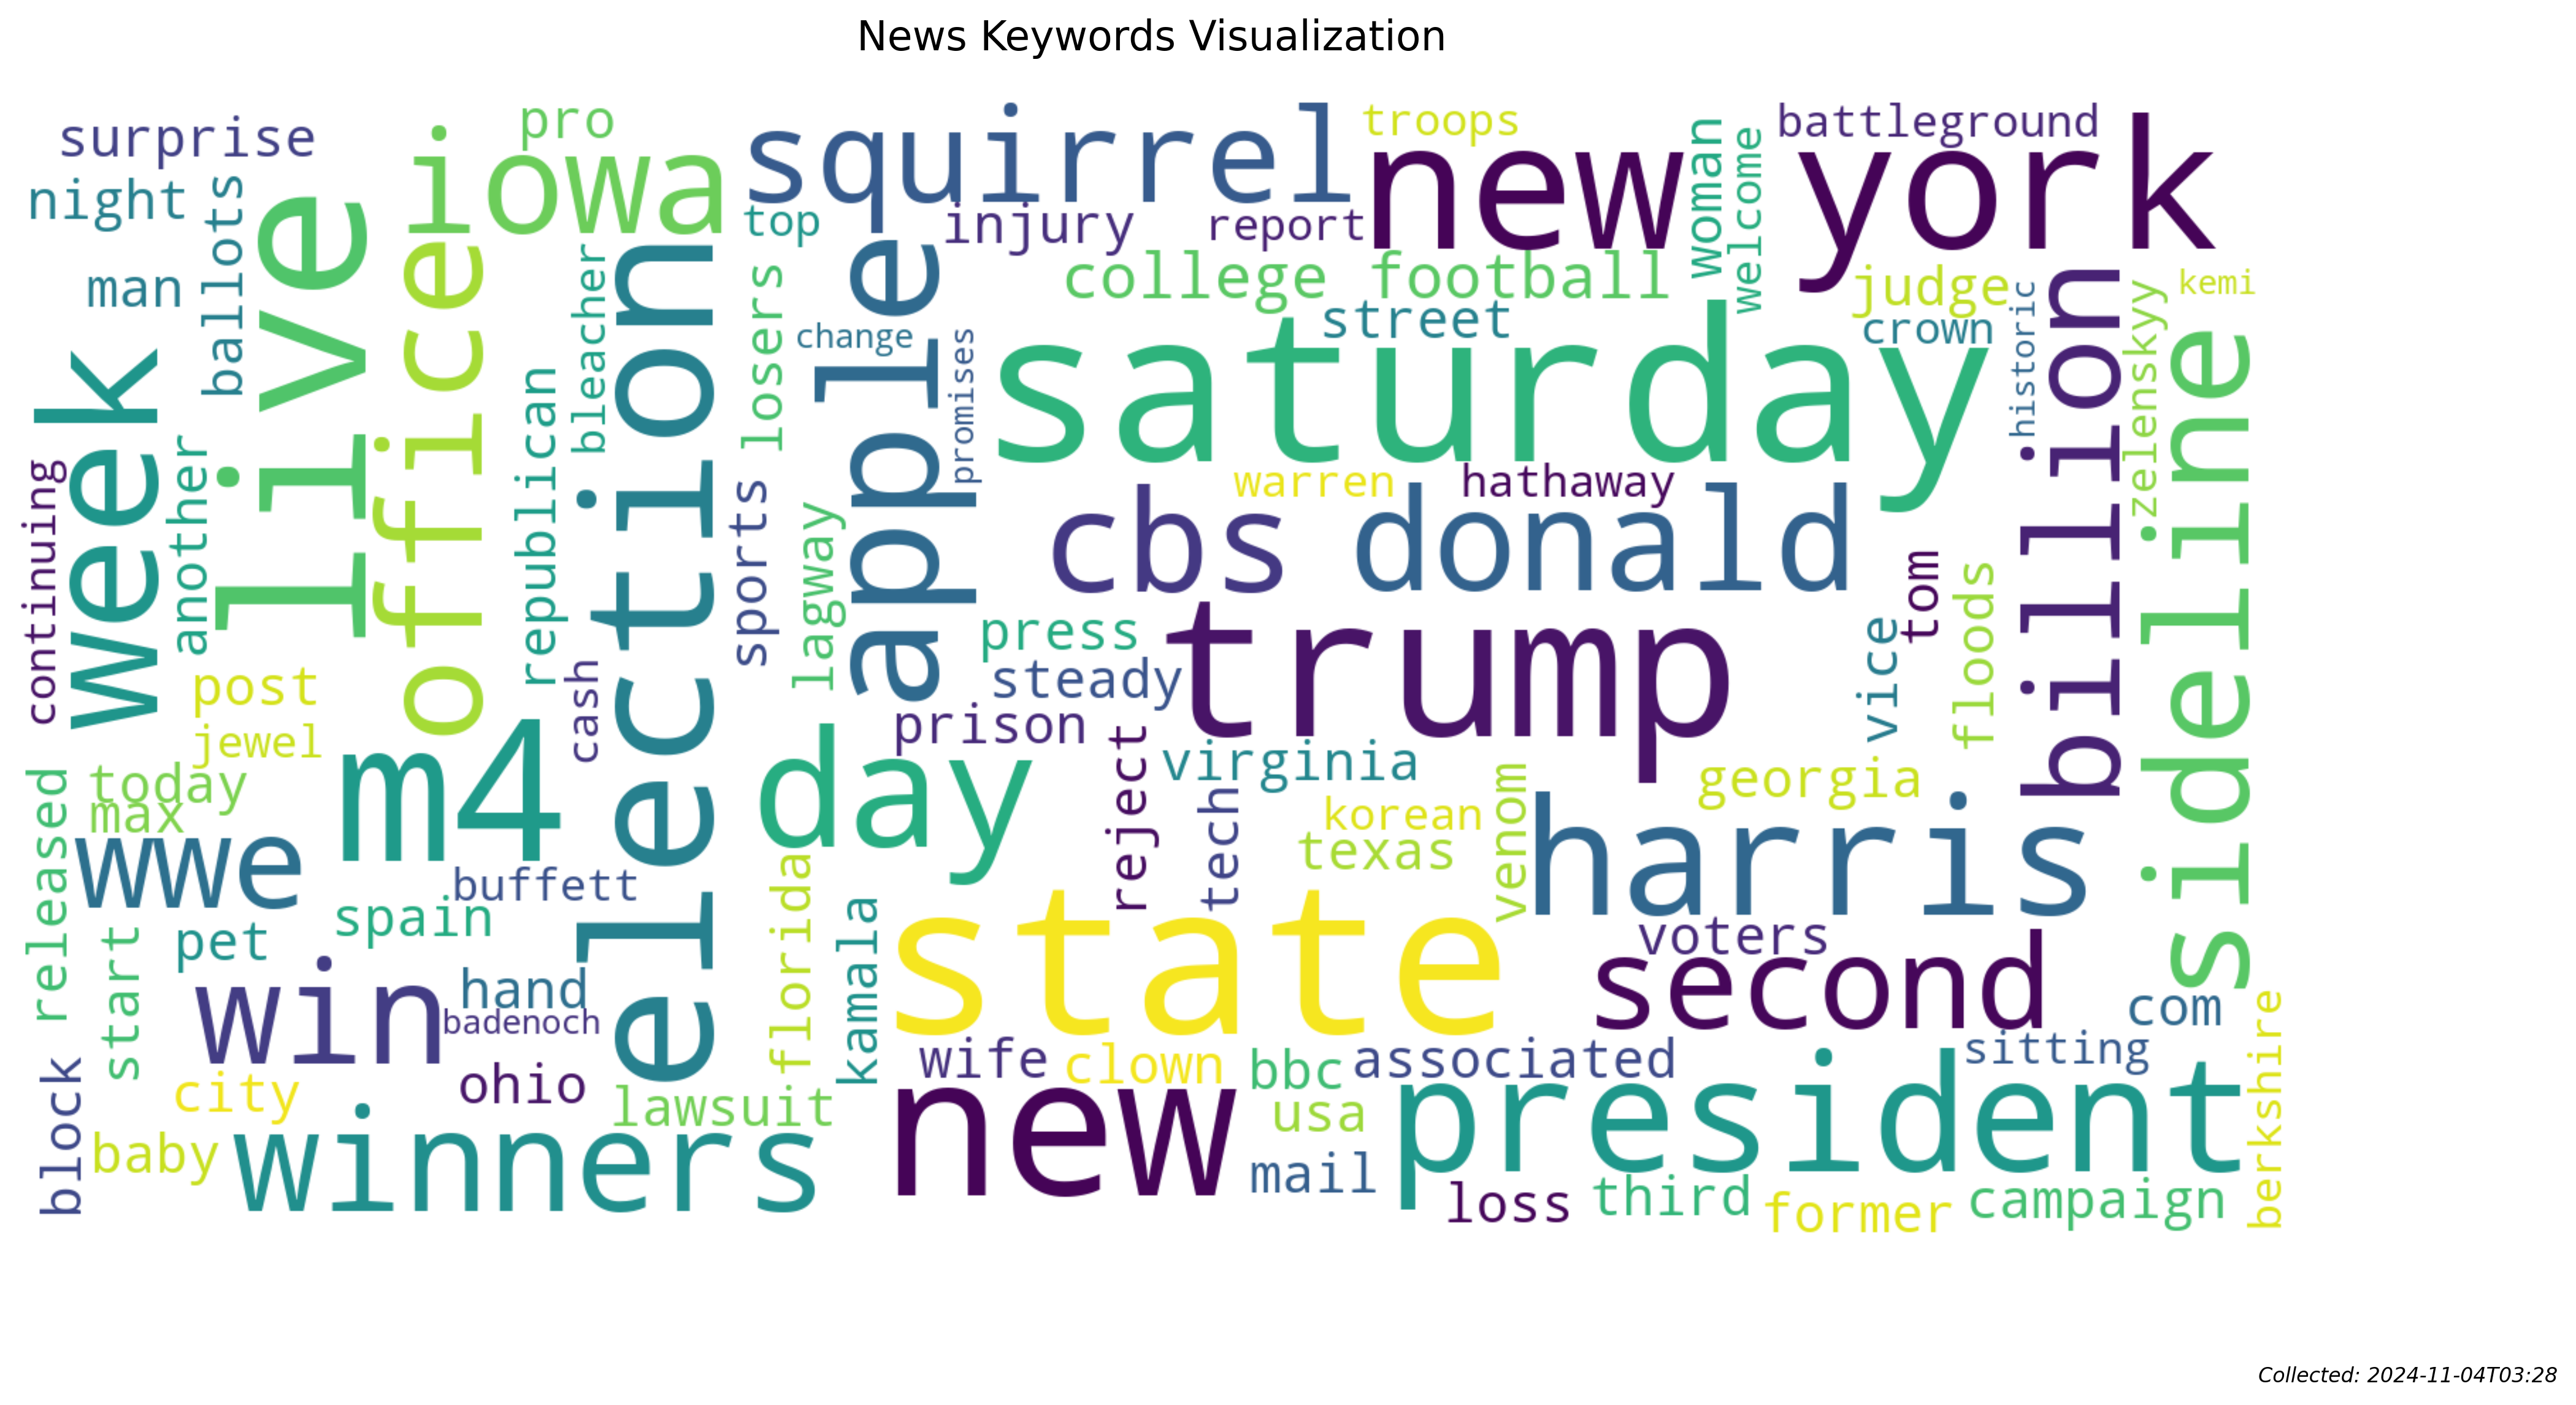 News Keywords Visualization
surprise
pro
iowa
squirrel
troops
new york
battleground
night
ballots
live
office
top
injury
report
woman
welcome
man
bleacher
election
losers
apple
college football
judge
historic
billion
kemi
week
change
promises
street
saturday
crown
zelenskyy
sideline
another
republican
continuing
sports
lagway
warren
hathaway
cbs
donald
tom
floods
press
trump
vice
post
cash
steady
jewel
prison
reject
virginia
released
today
max
m4
day
tech
korean
venom
georgia
wwe
texas
harris
buffett
florida
start
pet
spain
kamala
state
voters
second
win
hand
badenoch
com
berkshire
block
city
ohio
lawsuit
wife
clown
bbc
associated
sitting
baby
winners
new
usa
president
mail
loss
third
former
campaign
Collected: 2024-11-04T03:28